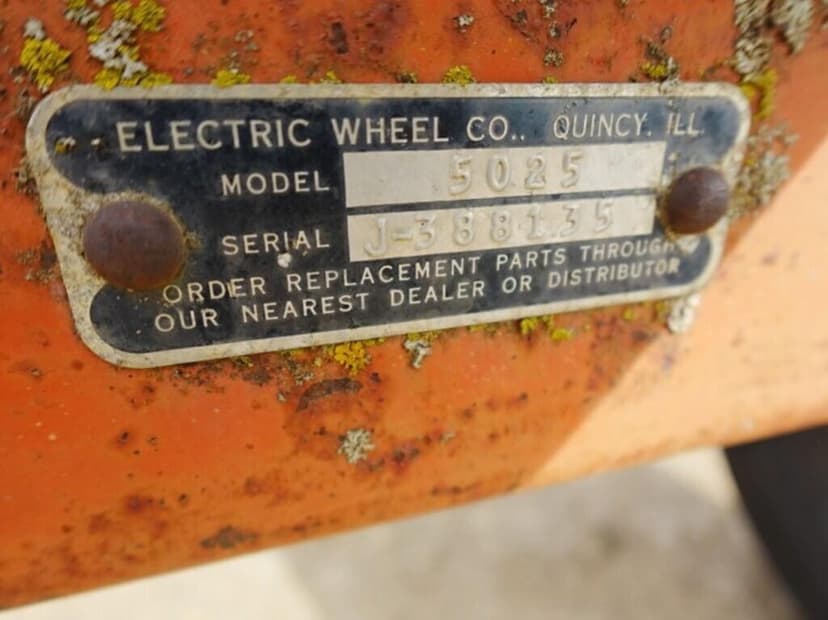 ELECTRIC WHEEL CO., QUINCY, ILL.
MODEL 5025
SERIAL J-388135
ORDER REPLACEMENT PARTS THROUGH
OUR NEAREST DEALER OR DISTRIBUTOR